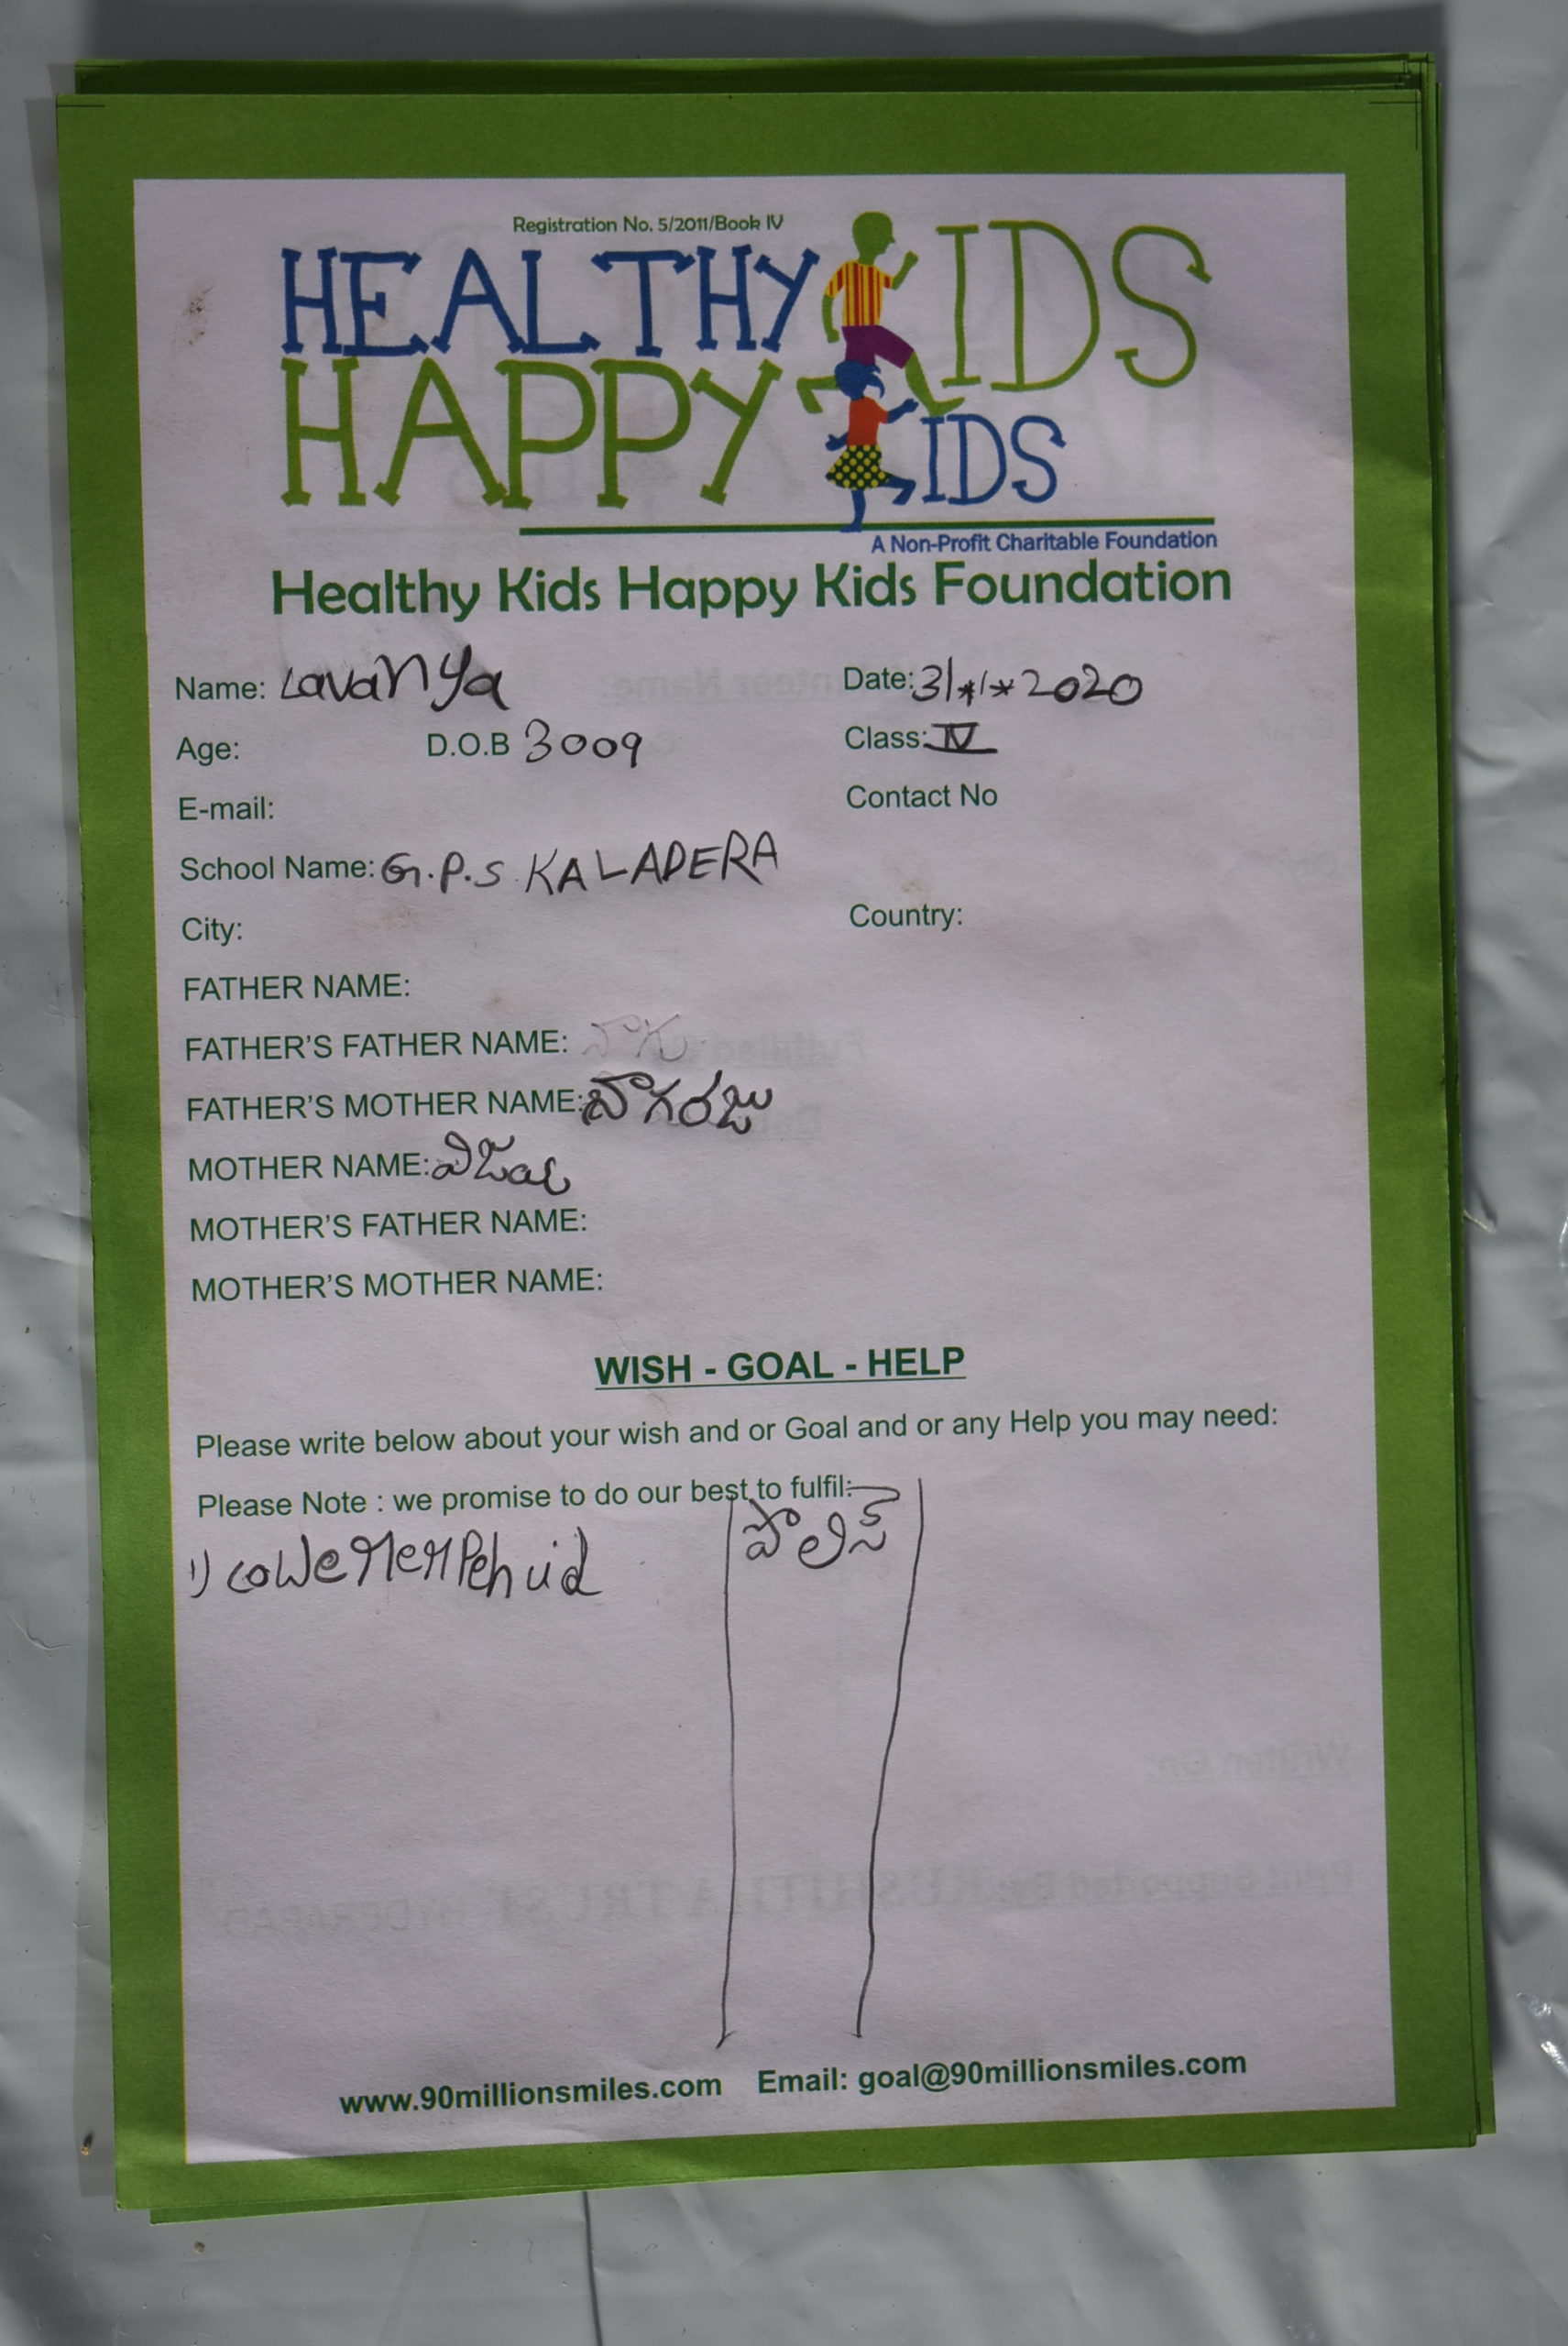 Registration No. 5/2011/Book IV
HEALTHY KIDS
HAPPY KIDS
A Non-Profit Charitable Foundation
Healthy Kids Happy Kids Foundation
Name: Lavanya Date: 31/*/*2020
Age: D.O.B 3009 Class: IV
E-mail: Contact No
School Name: G.P.S KALADERA
City: Country:
FATHER NAME:
FATHER'S FATHER NAME: నాగు
FATHER'S MOTHER NAME: నాగరజు
MOTHER NAME:
MOTHER'S FATHER NAME:
MOTHER'S MOTHER NAME:
WISH - GOAL - HELP
Please write below about your wish and or Goal and or any Help you may need:
Please Note : we promise to do our best to fulfil:
1)
పొలిస్
www.90millionsmiles.com Email: goal@90millionsmiles.com